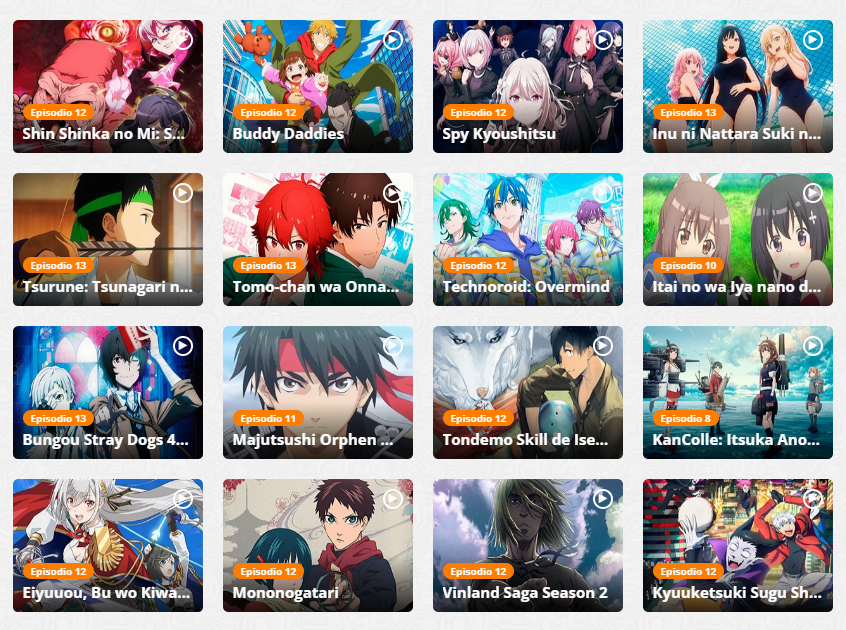 Episodio 12
Shin Shinka no Mi: S...
Episodio 12
Buddy Daddies
Episodio 12
Spy Kyoushitsu
Episodio 13
Inu ni Nattara Suki n...
Episodio 13
Tsurune: Tsunagari n...
Episodio 13
Tomo-chan wa Onna...
Episodio 12
Technoroid: Overmind
Episodio 10
Itai no wa Iya nano d...
Episodio 13
Bungou Stray Dogs 4...
Episodio 11
Majutsushi Orphen ...
Episodio 12
Tondemo Skill de Ise...
Episodio 8
KanColle: Itsuka Ano...
Episodio 12
Eiyuuou, Bu wo Kiwa...
Episodio 12
Mononogatari
Episodio 12
Vinland Saga Season 2
Episodio 12
Kyuuketsuki Sugu Sh...